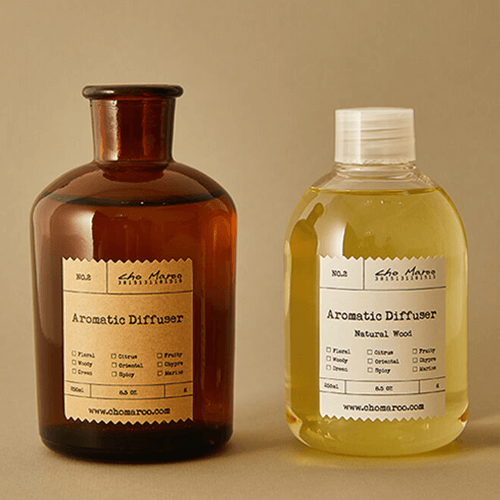 NO.2
Cho Maroo
Aromatic Diffuser
Floral Citrus Fruity
Woody Oriental Chypre
Green Spicy Marine
250ml 8.5 OZ
www.chomaroo.com
NO.2
Cho Maroo
Aromatic Diffuser
Natural Wood
Floral Citrus Fruity
Woody Oriental Chypre
Green Spicy Marine
250ml 8.5 OZ
www.chomaroo.com